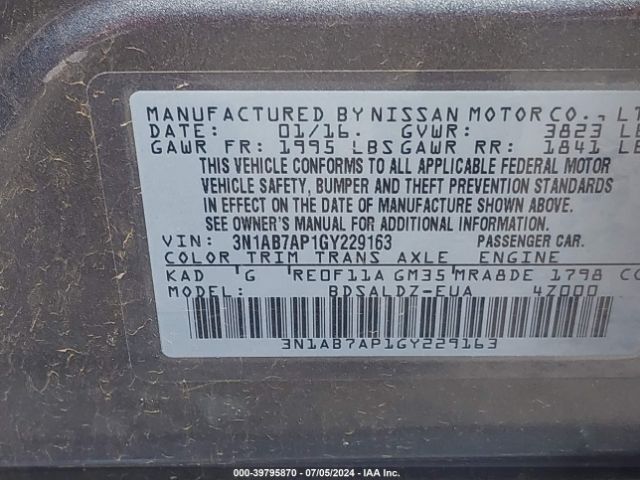 MANUFACTURED BY NISSAN MOTOR CO., LT
DATE: 01/16. GVWR: 3823 LB
GAWR FR: 1995 LBS GAWR RR: 1841 LB
THIS VEHICLE CONFORMS TO ALL APPLICABLE FEDERAL MOTOR
VEHICLE SAFETY, BUMPER AND THEFT PREVENTION STANDARDS
IN EFFECT ON THE DATE OF MANUFACTURE SHOWN ABOVE.
SEE OWNER'S MANUAL FOR ADDITIONAL INFORMATION.
VIN: 3N1AB7AP1GY229163 PASSENGER CAR.
COLOR TRIM TRANS AXLE ENGINE
KAD 'G 'RE0F11A GM35 MRA8DE 1798 CC
MODEL: BDSALDZ-EUA 4Z000
3N1AB7AP1GY229163
000-39795870 | 07/05/2024 - IAA Inc.